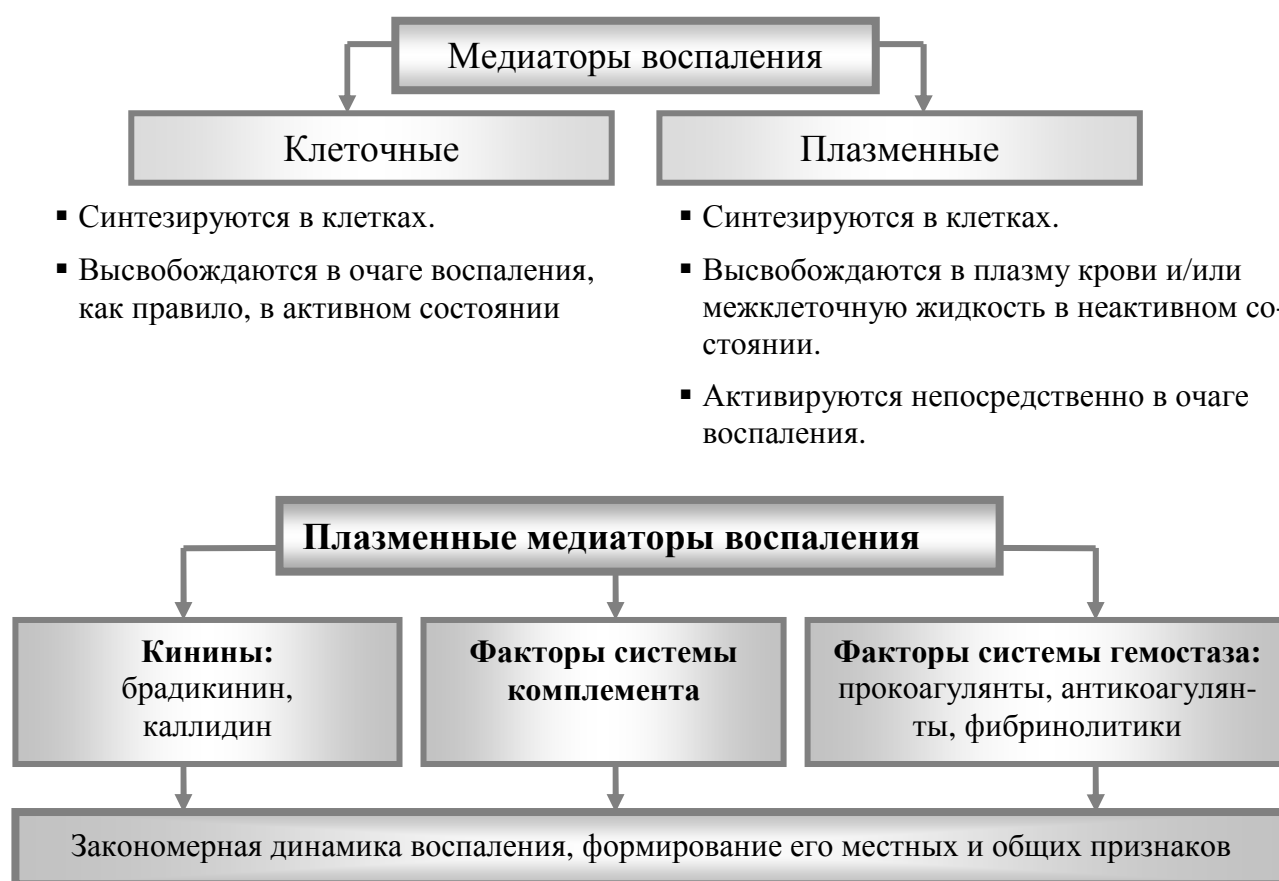 Медиаторы воспаления
Клеточные
Плазменные
▪ Синтезируются в клетках.
▪ Высвобождаются в очаге воспаления,
как правило, в активном состоянии
▪ Синтезируются в клетках.
▪ Высвобождаются в плазму крови и/или
межклеточную жидкость в неактивном со-
стоянии.
▪ Активируются непосредственно в очаге
воспаления.
Плазменные медиаторы воспаления
Кинины:
брадикинин,
каллидин
Факторы системы
комплемента
Факторы системы гемостаза:
прокоагулянты, антикоагулян-
ты, фибринолитики
Закономерная динамика воспаления, формирование его местных и общих признаков